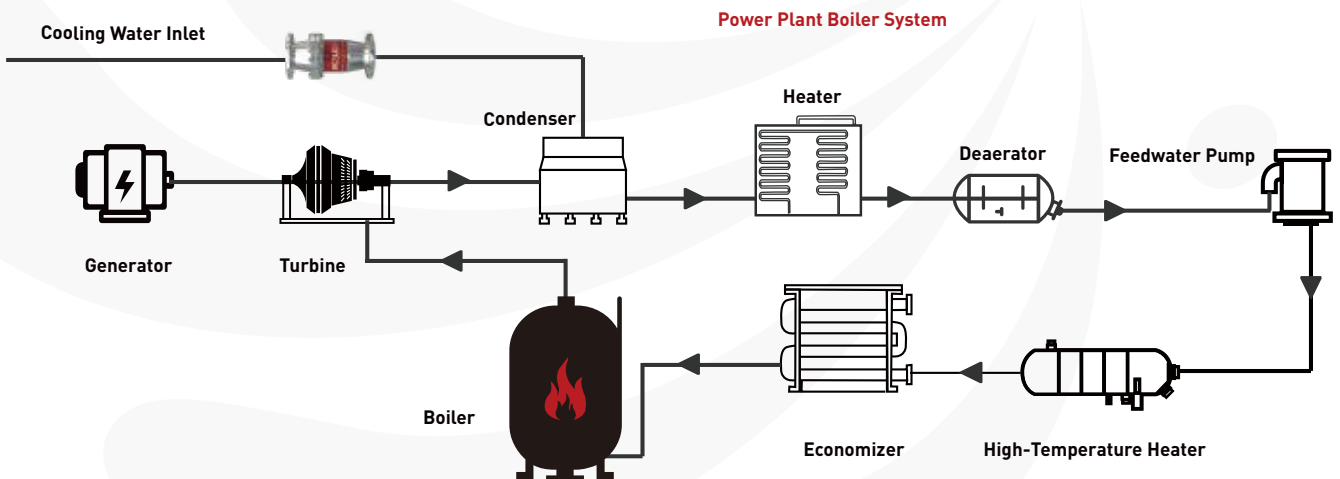 Power Plant Boiler System
Cooling Water Inlet
Condenser
Heater
Deaerator
Feedwater Pump
Generator
Turbine
Boiler
Economizer
High-Temperature Heater